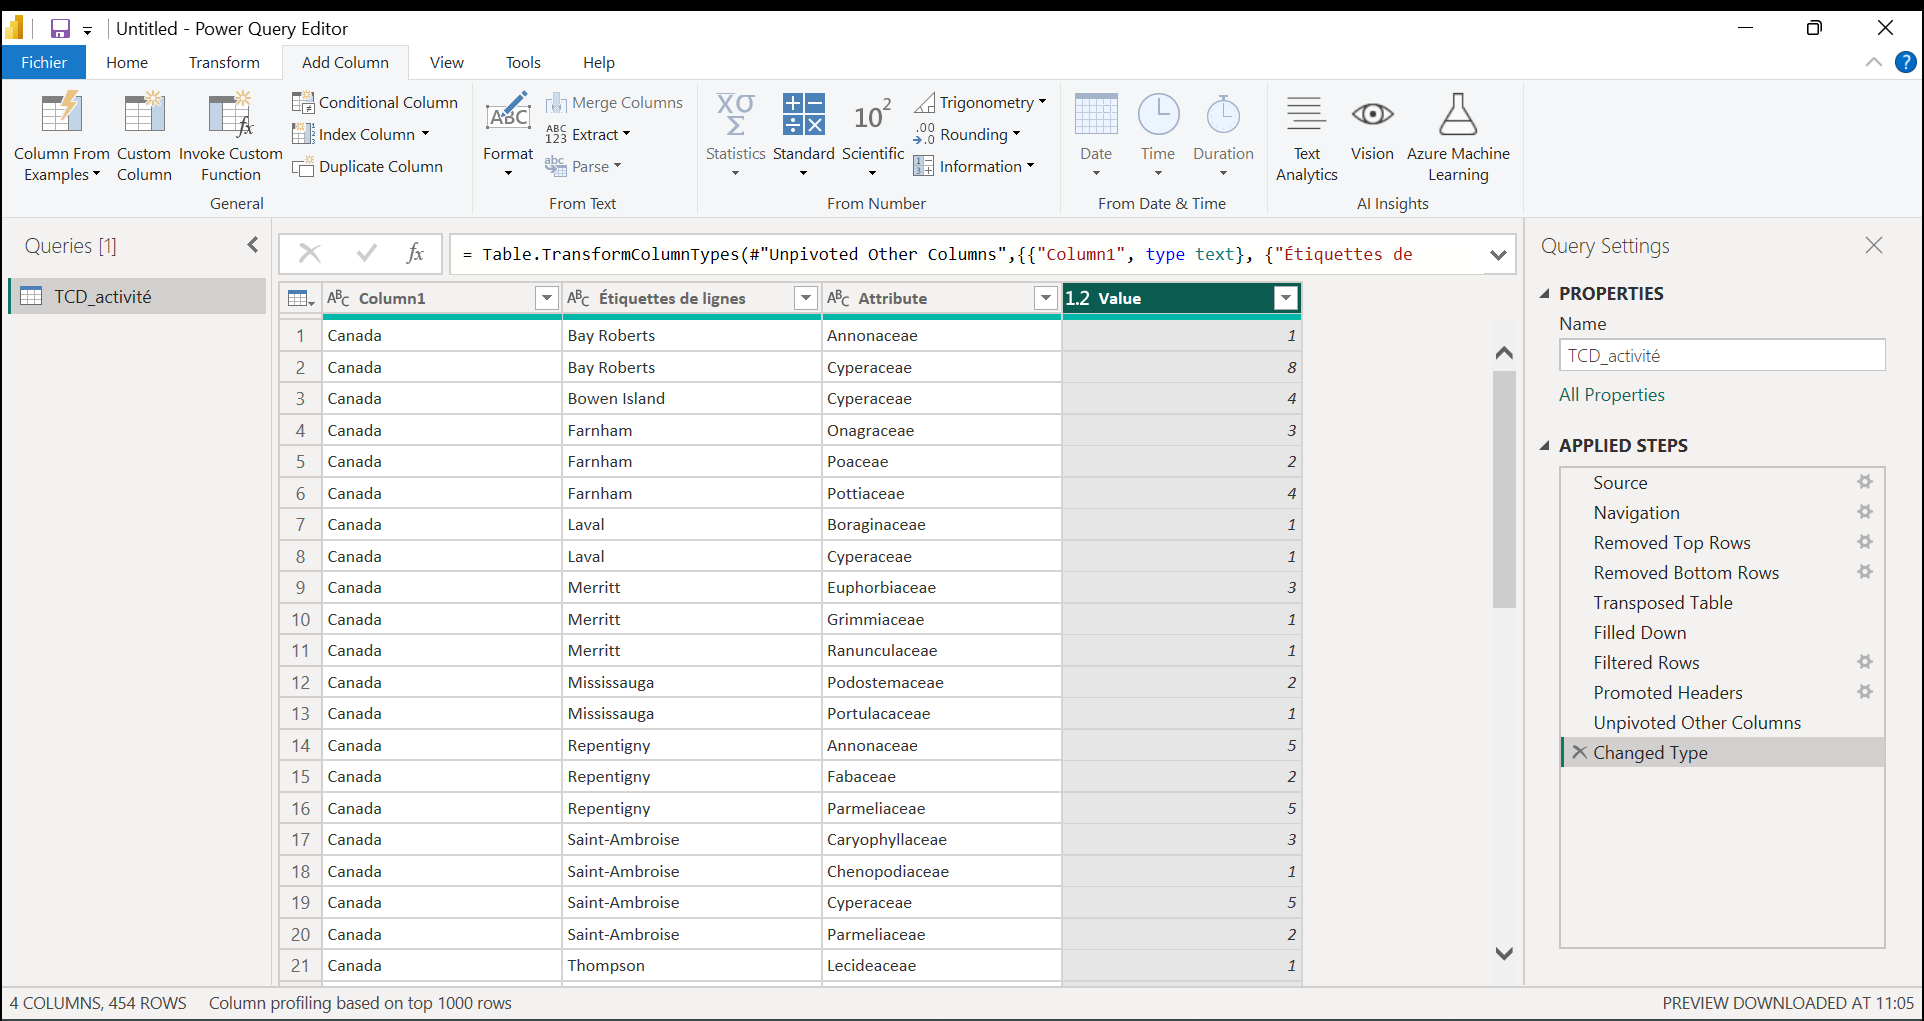 Untitled - Power Query Editor
Fichier Home Transform Add Column View Tools Help
Column From Examples
Custom Column
Invoke Custom Function
Conditional Column
Index Column
Duplicate Column
General
Format
Merge Columns
Extract
Parse
From Text
Statistics
Standard
Scientific
Trigonometry
Rounding
Information
From Number
Date
Time
Duration
From Date & Time
Text Analytics
Vision
Azure Machine Learning
AI Insights
Queries [1]
TCD_activité
= Table.TransformColumnTypes(#"Unpivoted Other Columns",{{"Column1", type text}, {"Étiquettes de
Column1 Étiquettes de lignes Attribute 1.2 Value
1 Canada Bay Roberts Annonaceae 1
2 Canada Bay Roberts Cyperaceae 8
3 Canada Bowen Island Cyperaceae 4
4 Canada Farnham Onagraceae 3
5 Canada Farnham Poaceae 2
6 Canada Farnham Pottiaceae 4
7 Canada Laval Boraginaceae 1
8 Canada Laval Cyperaceae 1
9 Canada Merritt Euphorbiaceae 3
10 Canada Merritt Grimmiaceae 1
11 Canada Merritt Ranunculaceae 1
12 Canada Mississauga Podostemaceae 2
13 Canada Mississauga Portulacaceae 1
14 Canada Repentigny Annonaceae 5
15 Canada Repentigny Fabaceae 2
16 Canada Repentigny Parmeliaceae 5
17 Canada Saint-Ambroise Caryophyllaceae 3
18 Canada Saint-Ambroise Chenopodiaceae 1
19 Canada Saint-Ambroise Cyperaceae 5
20 Canada Saint-Ambroise Parmeliaceae 2
21 Canada Thompson Lecideaceae 1
Query Settings
PROPERTIES
Name
TCD_activité
All Properties
APPLIED STEPS
Source
Navigation
Removed Top Rows
Removed Bottom Rows
Transposed Table
Filled Down
Filtered Rows
Promoted Headers
Unpivoted Other Columns
Changed Type
4 COLUMNS, 454 ROWS Column profiling based on top 1000 rows
PREVIEW DOWNLOADED AT 11:05